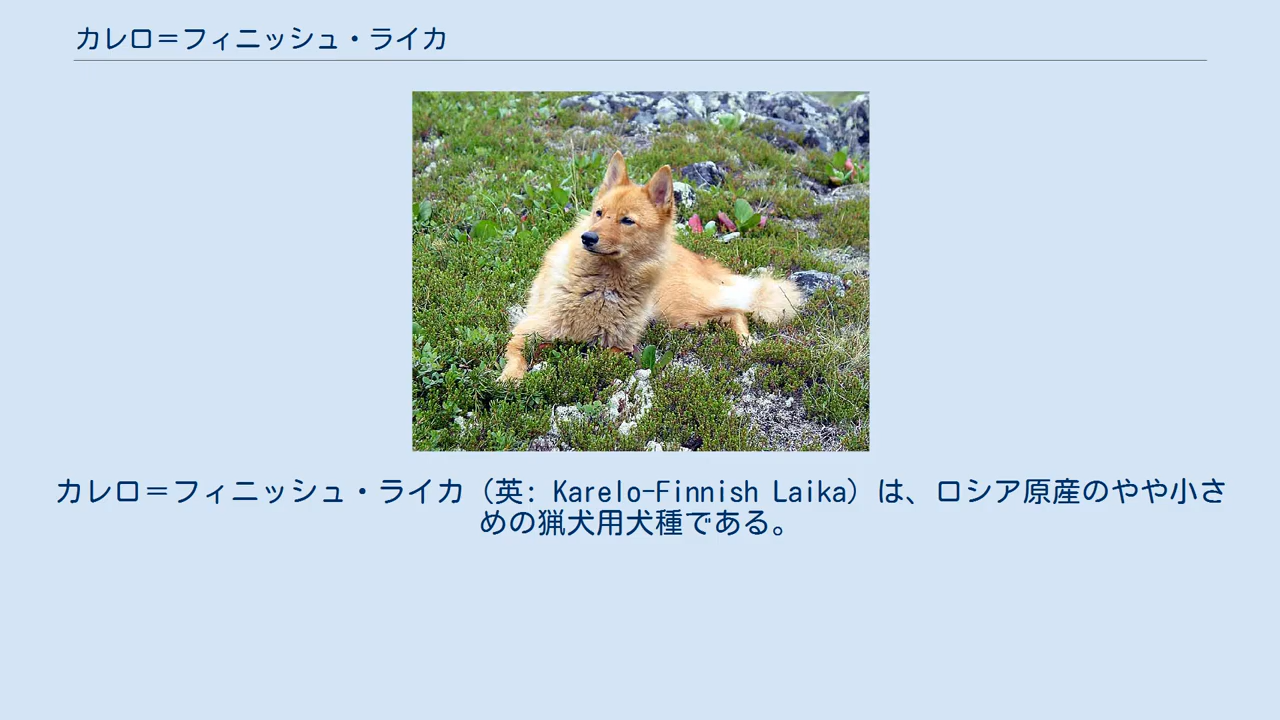 カレロ＝フィニッシュ・ライカ
カレロ＝フィニッシュ・ライカ（英: Karelo-Finnish Laika）は、ロシア原産のやや小さ
めの猟犬用犬種である。